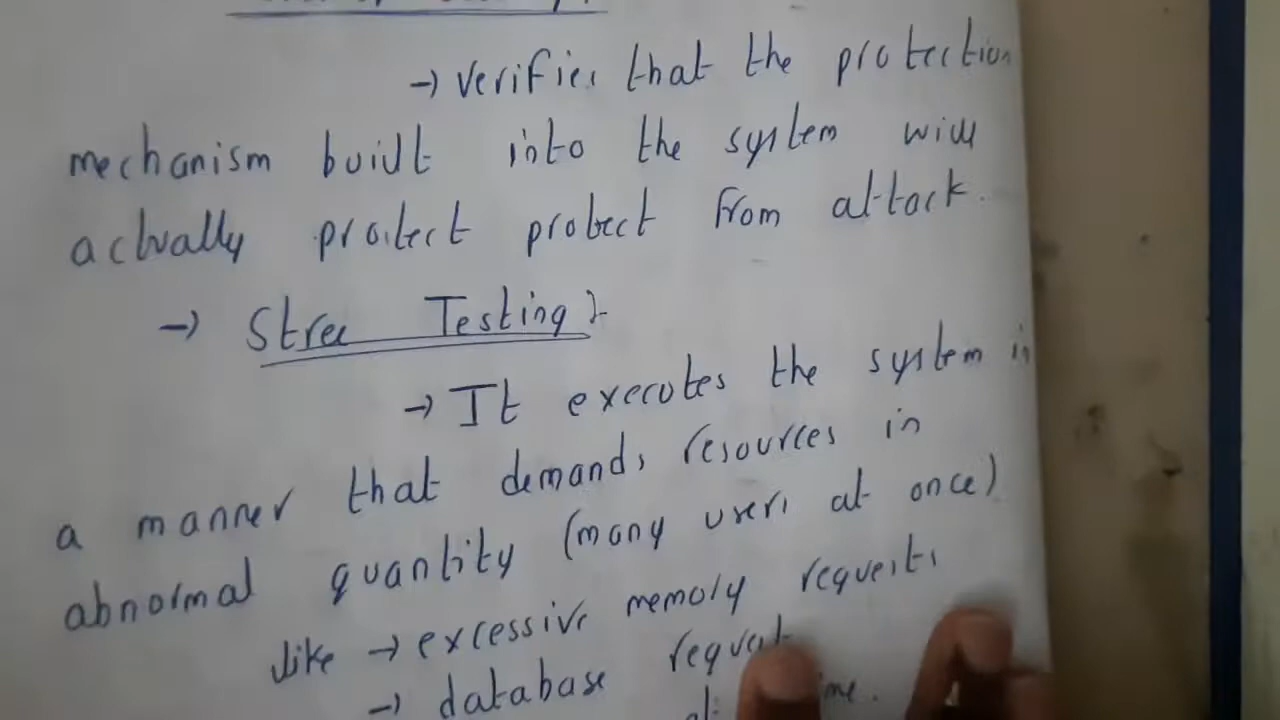 → Verifies that the protection
mechanism built into the system will
actually protect protect from attack.
→ Stress Testing :-
→ It executes the system in
a manner that demands resources in
abnormal quantity (many users at once)
like → excessive memory requests
→ database